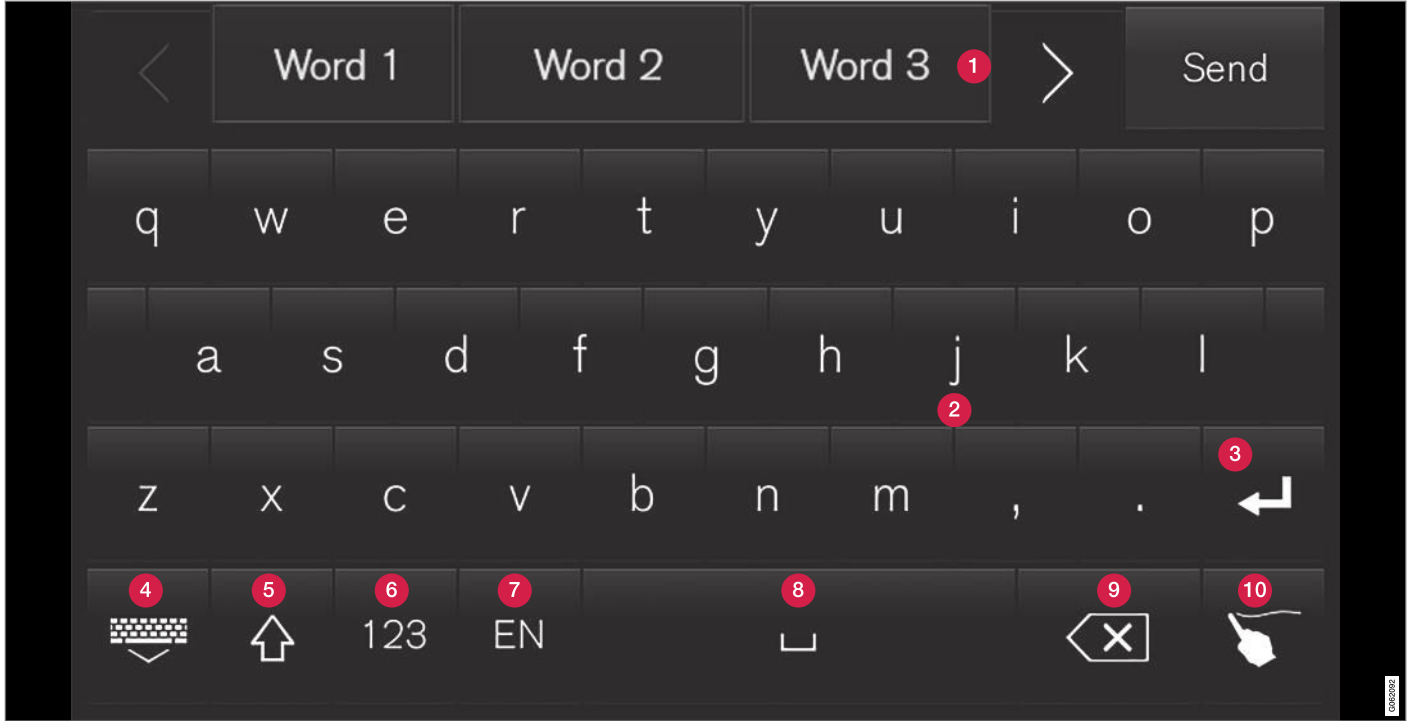 Word 1 Word 2 Word 3 1 Send
q w e r t y u i o p
a s d f g h j k l
2
3
z x c v b n m , .
4 5 6 7 8 9 10
123 EN
G062092